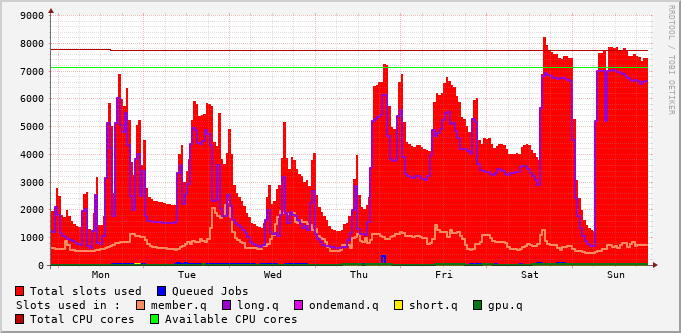 9000
8000
7000
6000
5000
4000
3000
2000
1000
0
Mon Tue Wed Thu Fri Sat Sun
RRDTOOL / TOBI OETIKER
Total slots used Queued Jobs
Slots used in : member.q long.q ondemand.q short.q gpu.q
Total CPU cores Available CPU cores